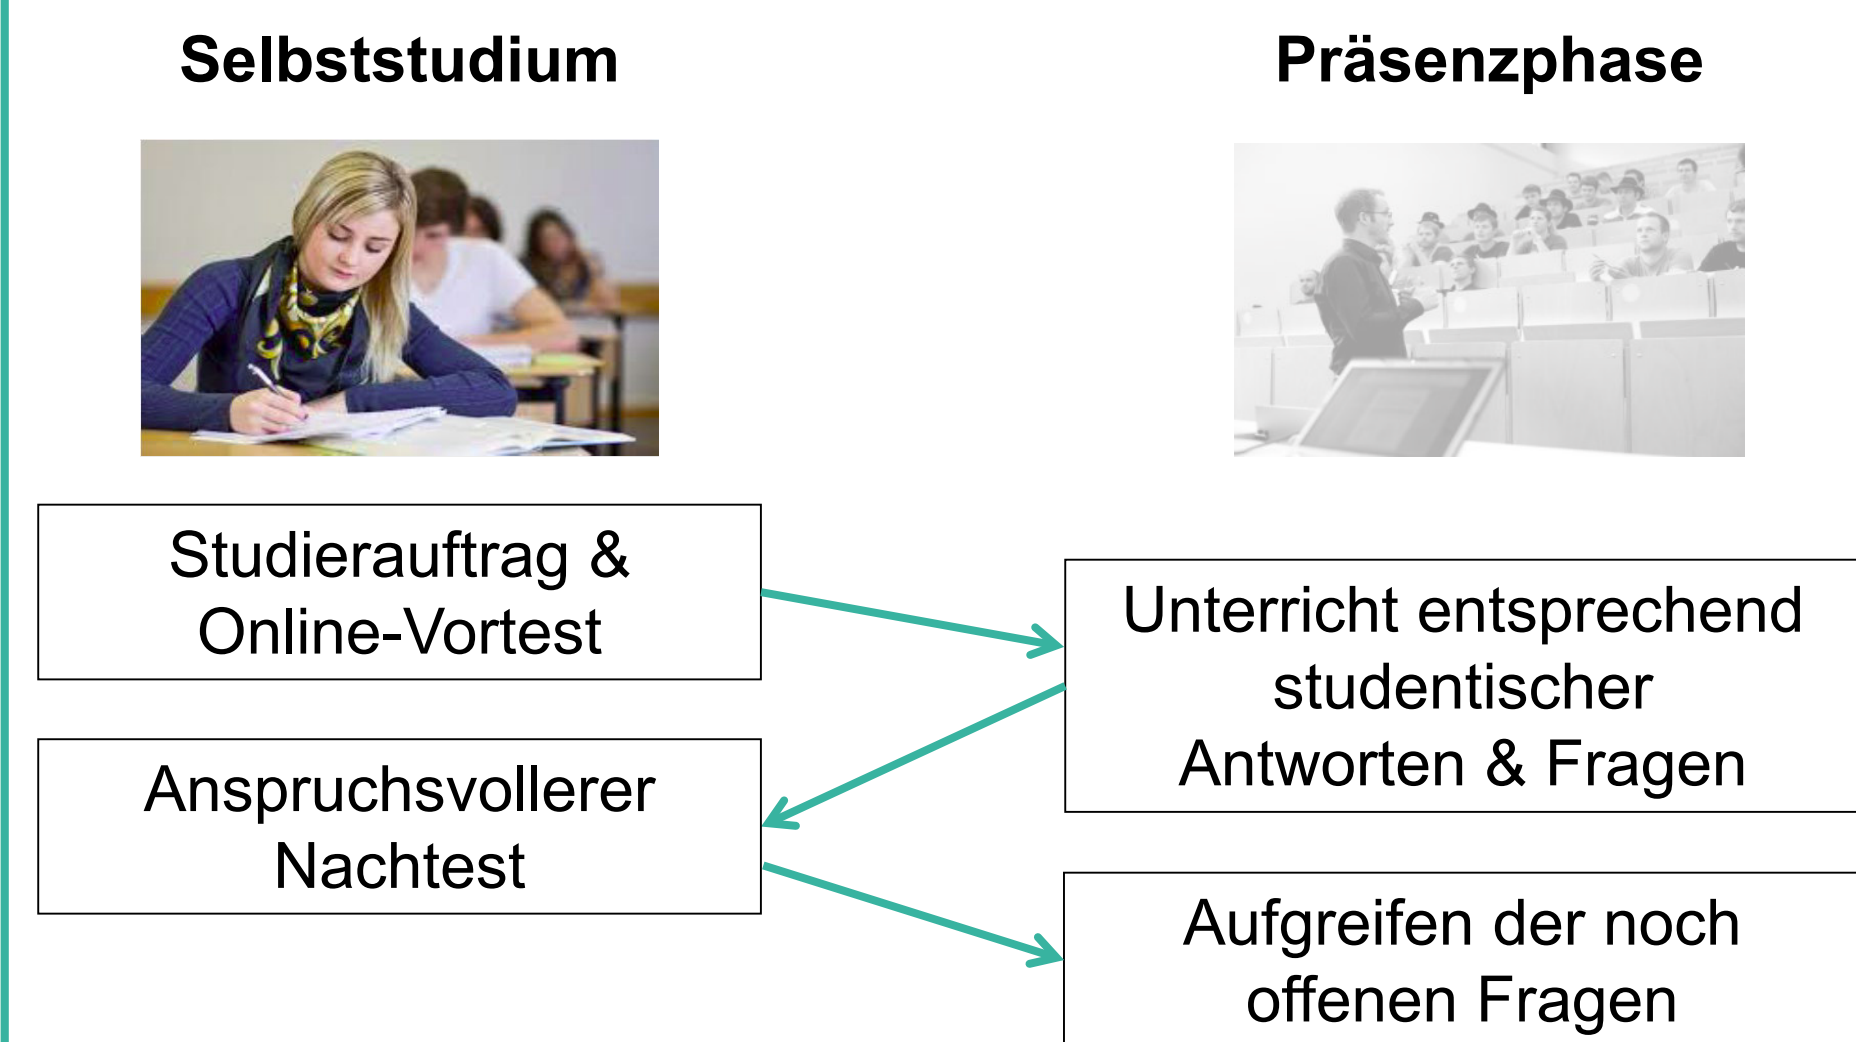 Selbststudium
Präsenzphase
Studierauftrag &
Online-Vortest
Unterricht entsprechend
studentischer
Antworten & Fragen
Anspruchsvollerer
Nachtest
Aufgreifen der noch
offenen Fragen